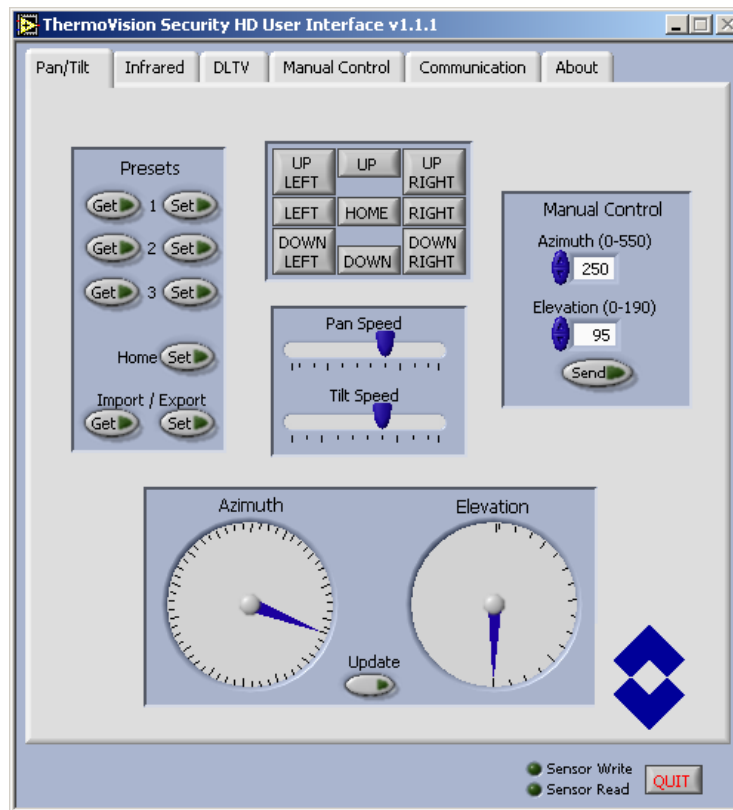 ThermoVision Security HD User Interface v1.1.1
Pan/Tilt Infrared DLTV Manual Control Communication About
Presets
Get 1 Set
Get 2 Set
Get 3 Set
Home Set
Import / Export
Get Set
UP LEFT
UP
UP RIGHT
LEFT
HOME
RIGHT
DOWN LEFT
DOWN
DOWN RIGHT
Pan Speed
Tilt Speed
Manual Control
Azimuth (0-550)
250
Elevation (0-190)
95
Send
Azimuth
Elevation
Update
Sensor Write
Sensor Read
QUIT